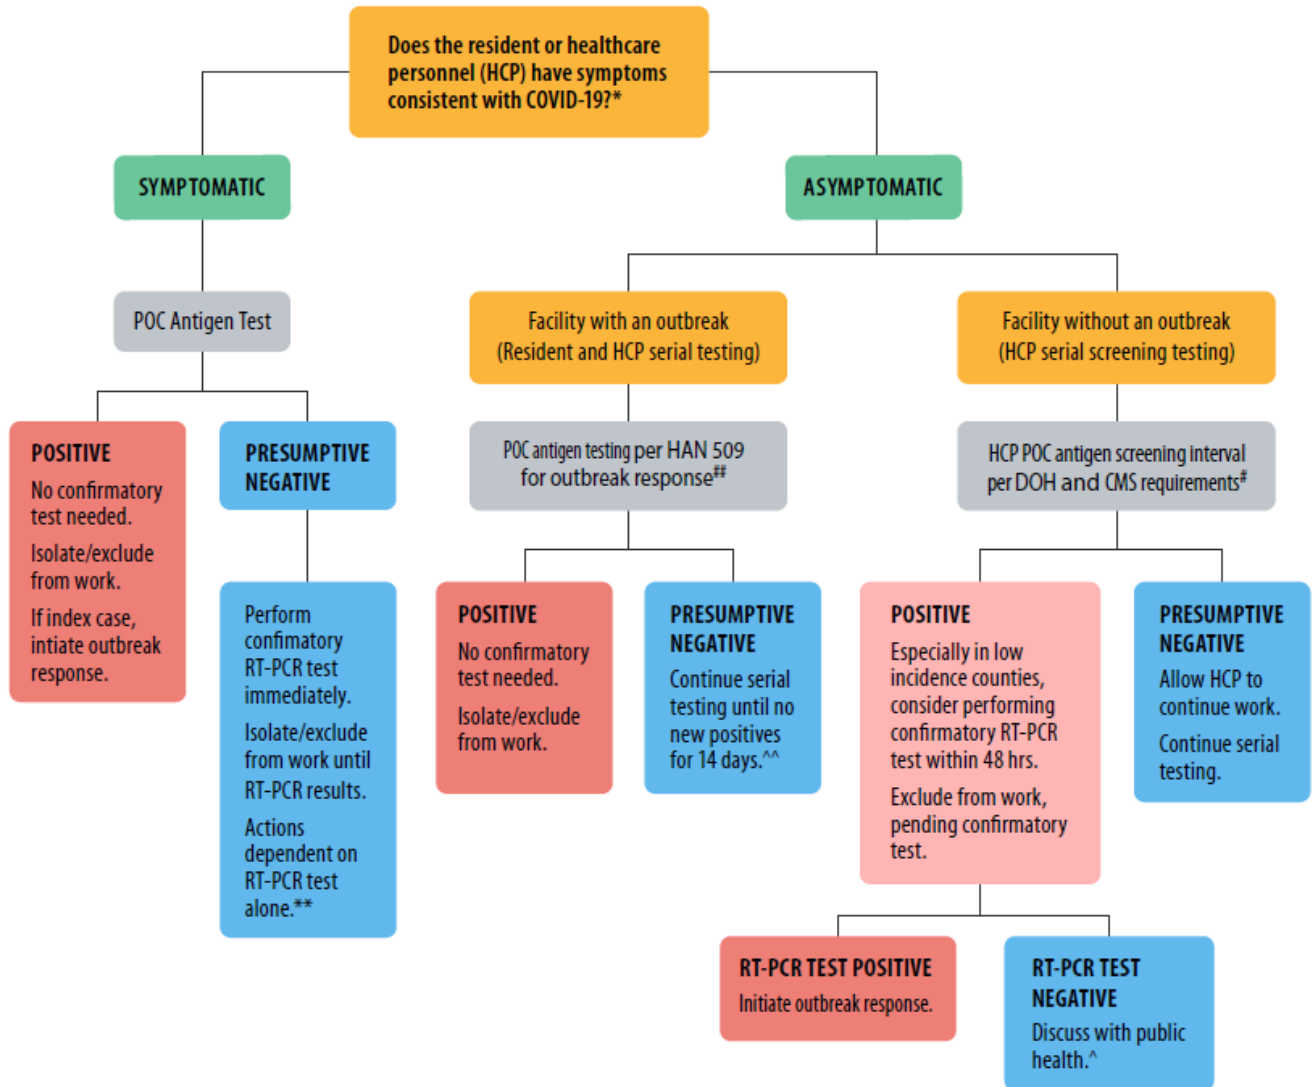 Does the resident or healthcare
personnel (HCP) have symptoms
consistent with COVID-19?*
SYMPTOMATIC
ASYMPTOMATIC
POC Antigen Test
Facility with an outbreak
(Resident and HCP serial testing)
Facility without an outbreak
(HCP serial screening testing)
POSITIVE
No confirmatory
test needed.
Isolate/exclude
from work.
If index case,
intiate outbreak
response.
PRESUMPTIVE
NEGATIVE
POC antigen testing per HAN 509
for outbreak response##
HCP POC antigen screening interval
per DOH and CMS requirements#
Perform
confimatory
RT-PCR test
immediately.
Isolate/exclude
from work until
RT-PCR results.
Actions
dependent on
RT-PCR test
alone.**
POSITIVE
No confirmatory
test needed.
Isolate/exclude
from work.
PRESUMPTIVE
NEGATIVE
Continue serial
testing until no
new positives
for 14 days.^^
POSITIVE
Especially in low
incidence counties,
consider performing
confirmatory RT-PCR
test within 48 hrs.
Exclude from work,
pending confirmatory
test.
PRESUMPTIVE
NEGATIVE
Allow HCP to
continue work.
Continue serial
testing.
RT-PCR TEST POSITIVE
Initiate outbreak response.
RT-PCR TEST
NEGATIVE
Discuss with public
health.^